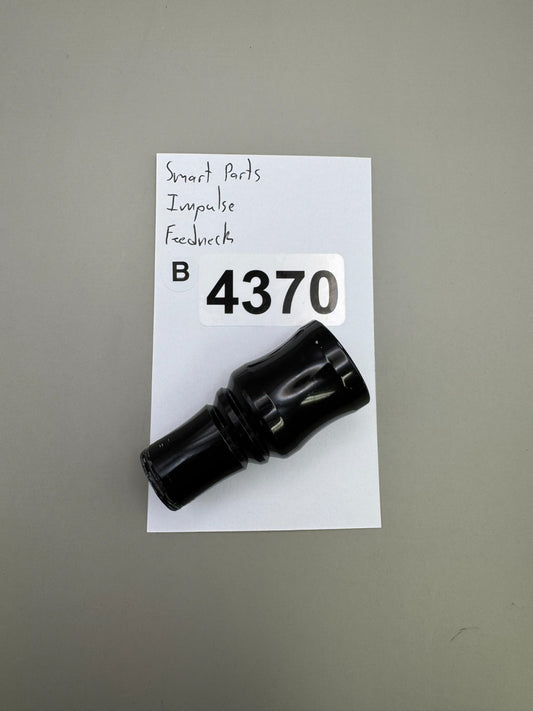 Smart Parts
Impulse
Feedneck
B
4370